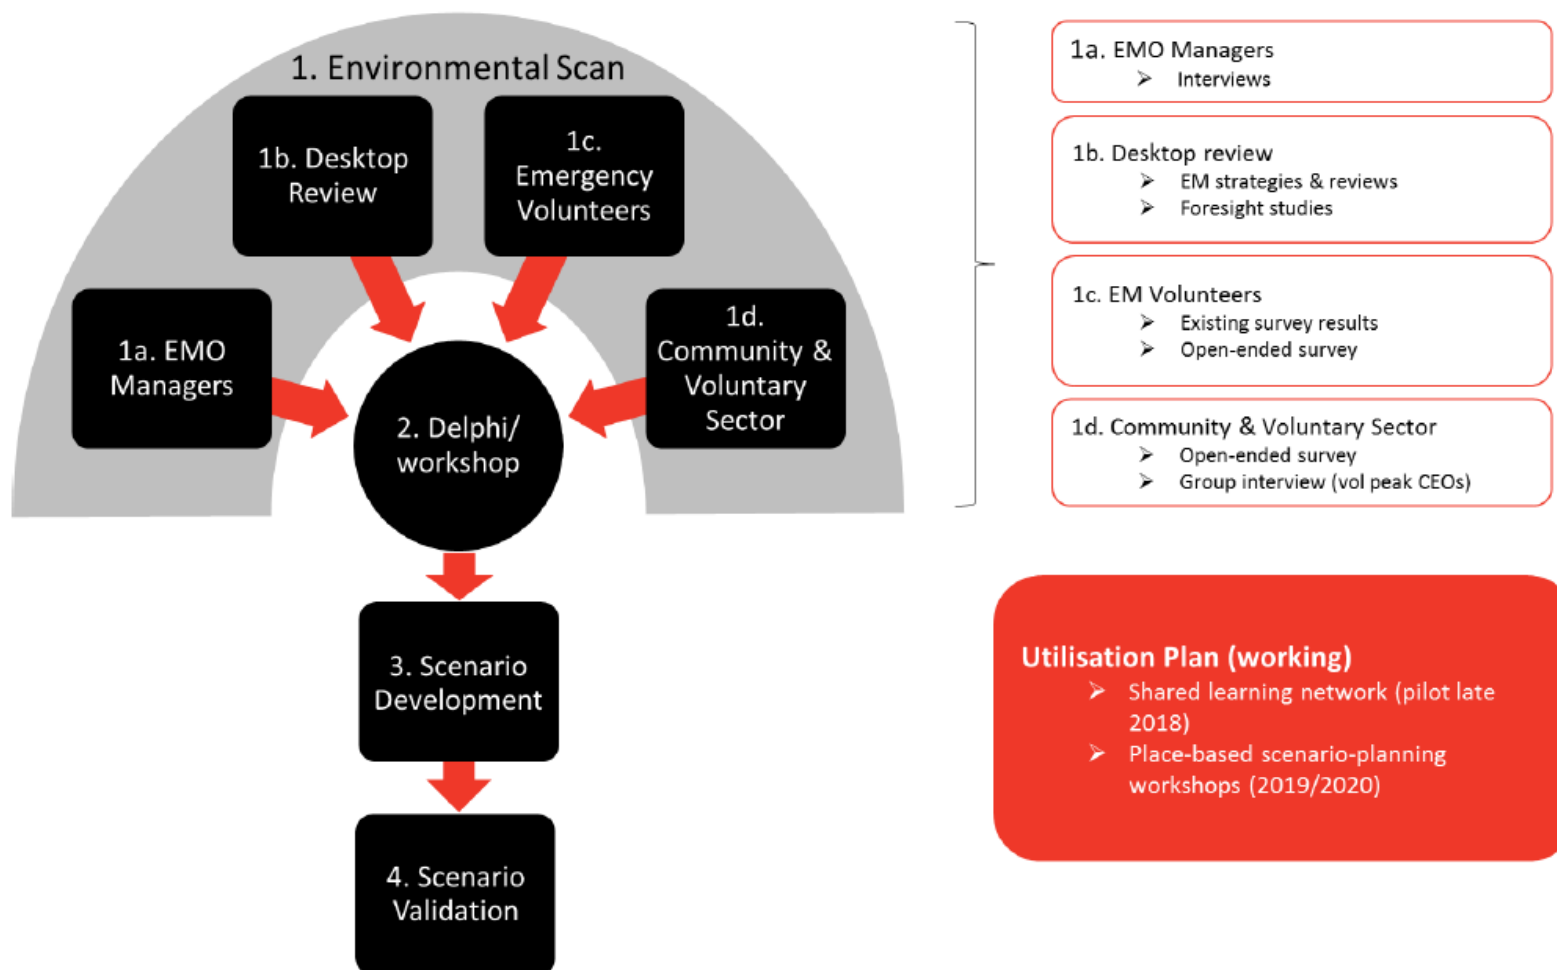 1. Environmental Scan
1b. Desktop
Review
1c.
Emergency
Volunteers
1a. EMO
Managers
1d.
Community &
Voluntary
Sector
2. Delphi/
workshop
3. Scenario
Development
4. Scenario
Validation
1a. EMO Managers
➢ Interviews
1b. Desktop review
➢ EM strategies & reviews
➢ Foresight studies
1c. EM Volunteers
➢ Existing survey results
➢ Open-ended survey
1d. Community & Voluntary Sector
➢ Open-ended survey
➢ Group interview (vol peak CEOs)
Utilisation Plan (working)
➢ Shared learning network (pilot late
2018)
➢ Place-based scenario-planning
workshops (2019/2020)